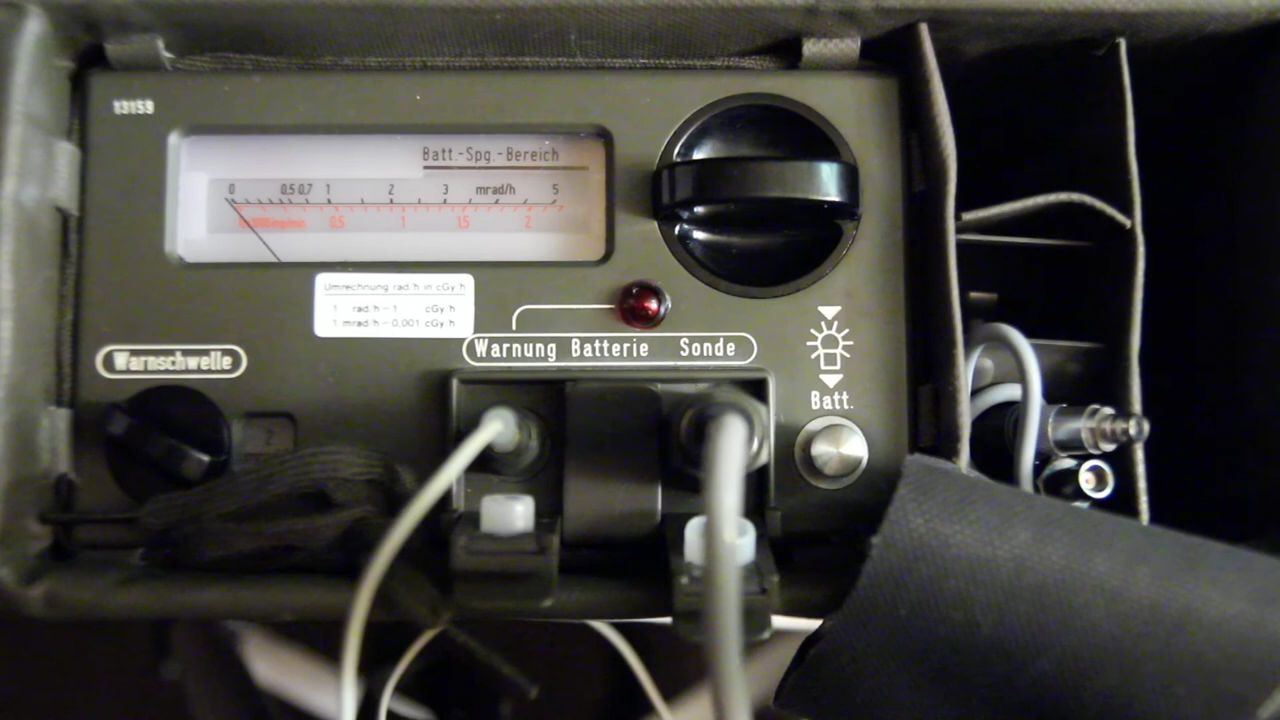 13159
Batt.-Spg.-Bereich
0 0.5 0.7 1 2 3 mrad/h 5
0.5 1 1.5 2
Umrechnung rad/h in cGy/h
1 rad/h = 1 cGy/h
1 mrad/h = 0,001 cGy/h
Warnung Batterie Sonde
Warnschwelle
Batt.